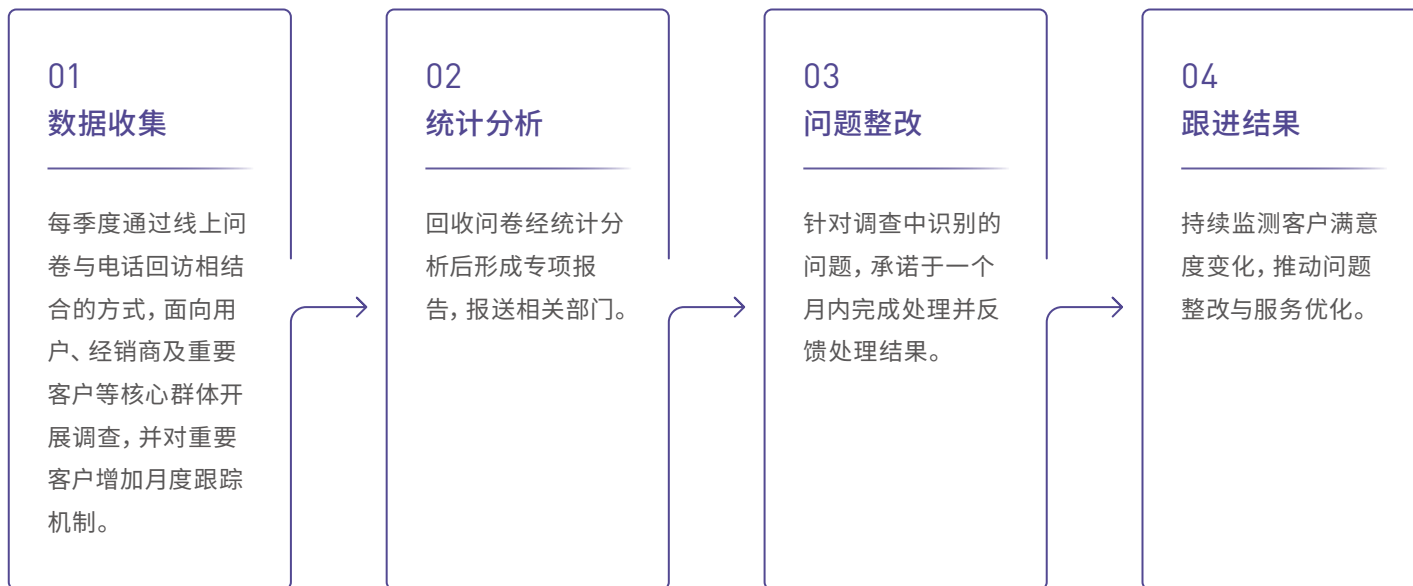 01
数据收集
每季度通过线上问
卷与电话回访相结
合的方式，面向用
户、经销商及重要
客户等核心群体开
展调查，并对重要
客户增加月度跟踪
机制。
02
统计分析
回收问卷经统计分
析后形成专项报
告，报送相关部门。
03
问题整改
针对调查中识别的
问题，承诺于一个
月内完成处理并反
馈处理结果。
04
跟进结果
持续监测客户满意
度变化，推动问题
整改与服务优化。